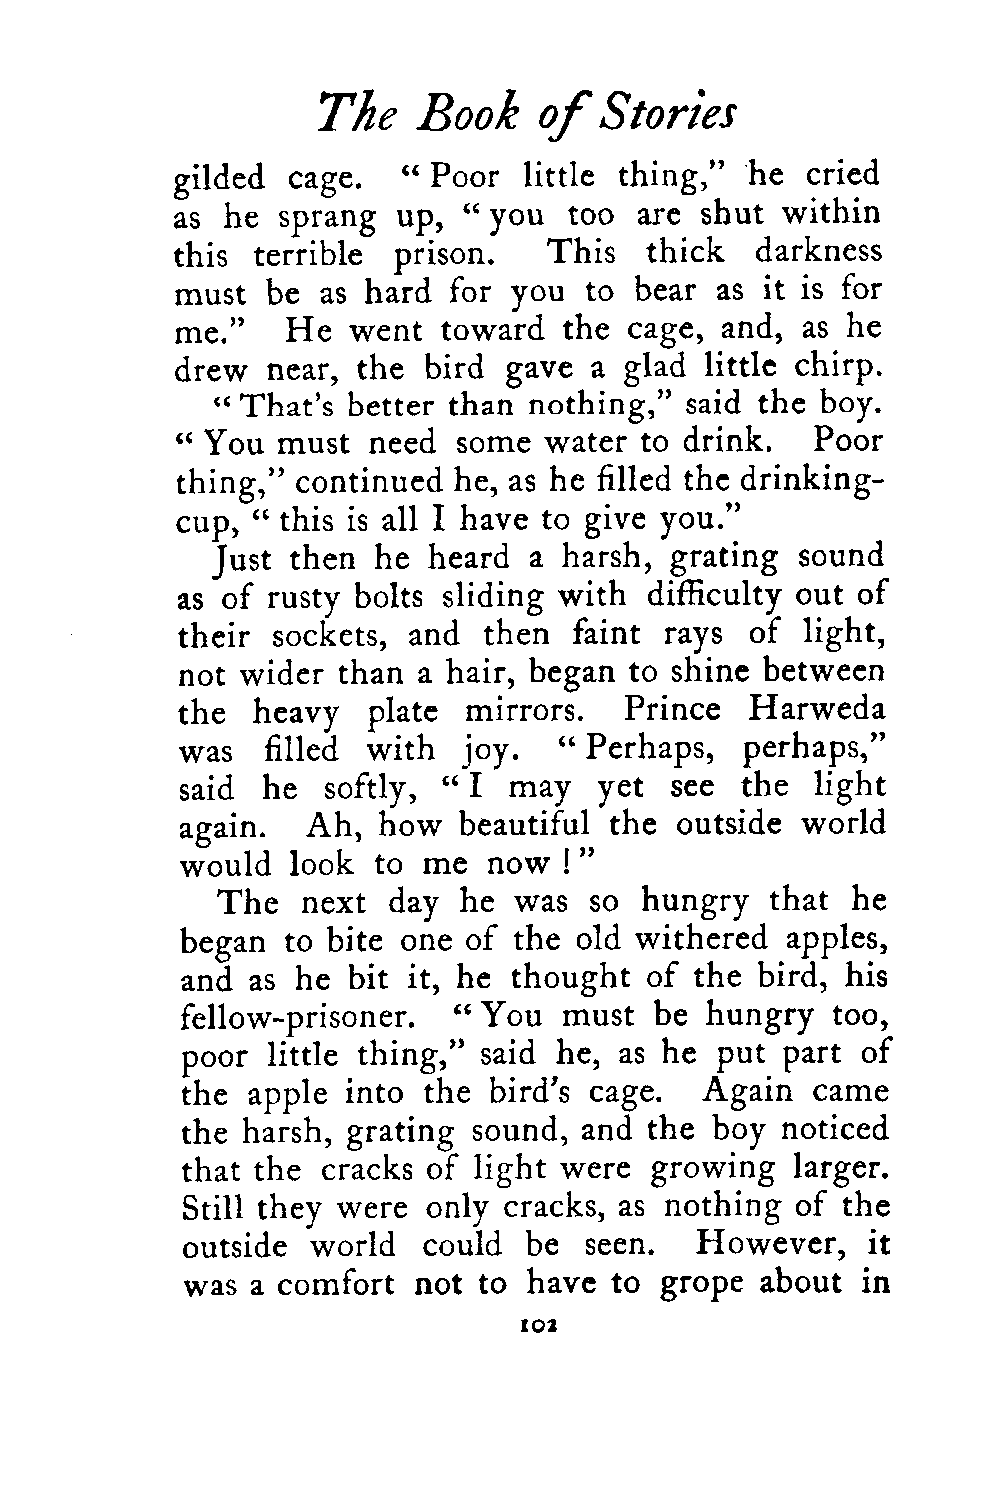 The Book of Stories
gilded cage. “ Poor little thing,” he cried
as he sprang up, “ you too are shut within
this terrible prison. This thick darkness
must be as hard for you to bear as it is for
me.” He went toward the cage, and, as he
drew near, the bird gave a glad little chirp.
“ That’s better than nothing,” said the boy.
“ You must need some water to drink. Poor
thing,” continued he, as he filled the drinking-
cup, “ this is all I have to give you.”
Just then he heard a harsh, grating sound
as of rusty bolts sliding with difficulty out of
their sockets, and then faint rays of light,
not wider than a hair, began to shine between
the heavy plate mirrors. Prince Harweda
was filled with joy. “ Perhaps, perhaps,”
said he softly, “ I may yet see the light
again. Ah, how beautiful the outside world
would look to me now ! ”
The next day he was so hungry that he
began to bite one of the old withered apples,
and as he bit it, he thought of the bird, his
fellow-prisoner. “ You must be hungry too,
poor little thing,” said he, as he put part of
the apple into the bird’s cage. Again came
the harsh, grating sound, and the boy noticed
that the cracks of light were growing larger.
Still they were only cracks, as nothing of the
outside world could be seen. However, it
was a comfort not to have to grope about in
102